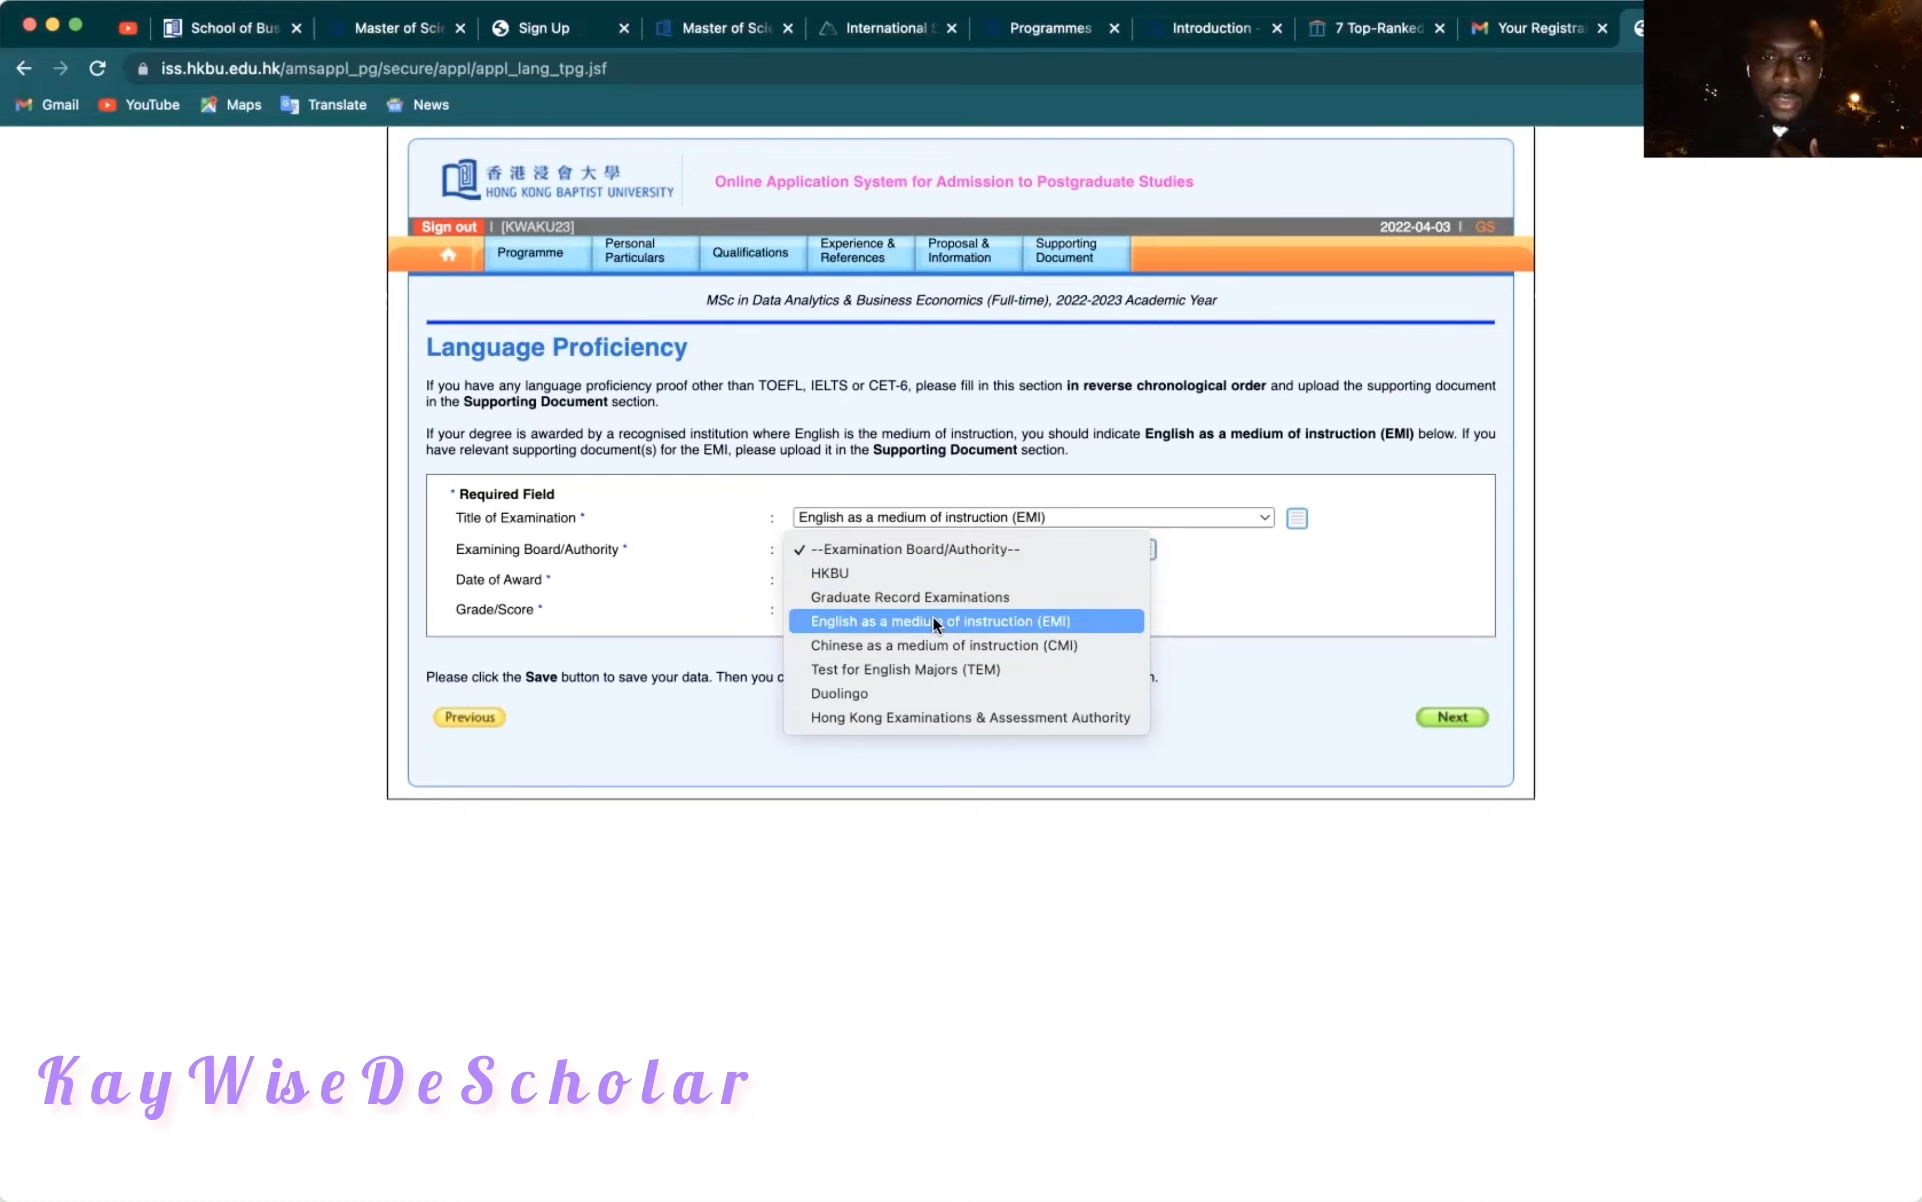 School of Bus
Master of Scie
Sign Up
Master of Scie
International S
Programmes
Introduction -
7 Top-Ranked
Your Registra
iss.hkbu.edu.hk/amsappl_pg/secure/appl/appl_lang_tpg.jsf
Gmail YouTube Maps Translate News
香港浸會大學
HONG KONG BAPTIST UNIVERSITY
Online Application System for Admission to Postgraduate Studies
Sign out | [KWAKU23] 2022-04-03 | GS
Programme
Personal Particulars
Qualifications
Experience & References
Proposal & Information
Supporting Document
MSc in Data Analytics & Business Economics (Full-time), 2022-2023 Academic Year
Language Proficiency
If you have any language proficiency proof other than TOEFL, IELTS or CET-6, please fill in this section in reverse chronological order and upload the supporting document
in the Supporting Document section.
If your degree is awarded by a recognised institution where English is the medium of instruction, you should indicate English as a medium of instruction (EMI) below. If you
have relevant supporting document(s) for the EMI, please upload it in the Supporting Document section.
* Required Field
Title of Examination * : English as a medium of instruction (EMI)
Examining Board/Authority * : ✓ --Examination Board/Authority--
HKBU
Date of Award * :
Graduate Record Examinations
Grade/Score * :
English as a medium of instruction (EMI)
Chinese as a medium of instruction (CMI)
Test for English Majors (TEM)
Duolingo
Hong Kong Examinations & Assessment Authority
Please click the Save button to save your data. Then you c n.
Previous
Next
KayWiseDeScholar